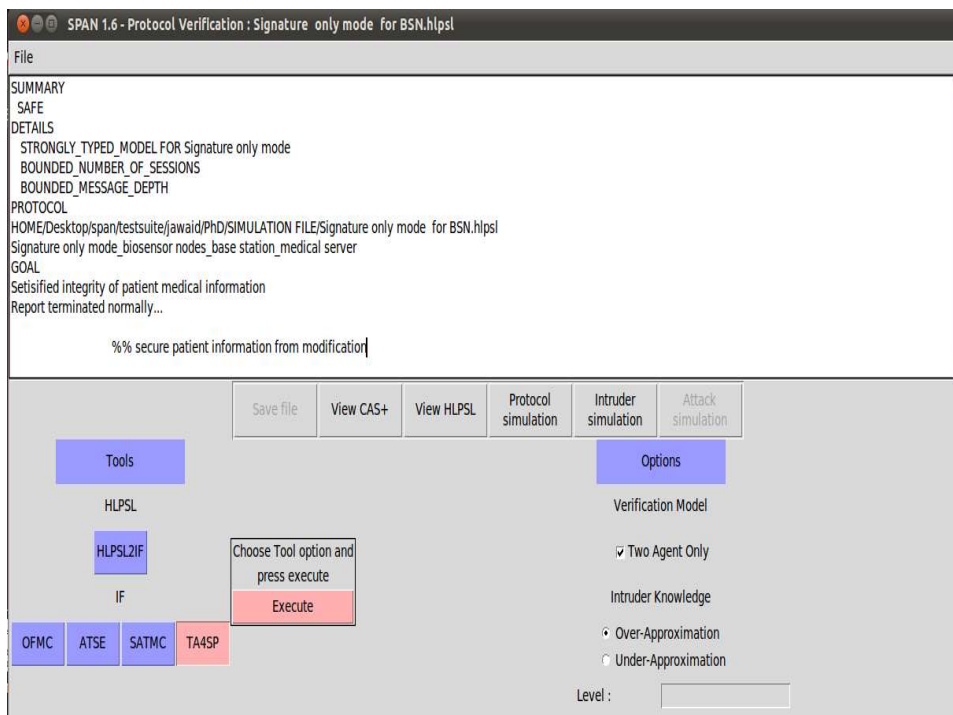 SPAN 1.6 - Protocol Verification : Signature only mode for BSN.hlpsl
File
SUMMARY
SAFE
DETAILS
STRONGLY_TYPED_MODEL FOR Signature only mode
BOUNDED_NUMBER_OF_SESSIONS
BOUNDED_MESSAGE_DEPTH
PROTOCOL
HOME/Desktop/span/testsuite/jawaid/PhD/SIMULATION FILE/Signature only mode for BSN.hlpsl
Signature only mode_biosensor nodes_base station_medical server
GOAL
Setisified integrity of patient medical information
Report terminated normally...
%% secure patient information from modification
Save file
View CAS+
View HLPSL
Protocol
simulation
Intruder
simulation
Attack
simulation
Tools
HLPSL
HLPSL2IF
IF
OFMC
ATSE
SATMC
TA4SP
Choose Tool option and
press execute
Execute
Options
Verification Model
Two Agent Only
Intruder Knowledge
Over-Approximation
Under-Approximation
Level :